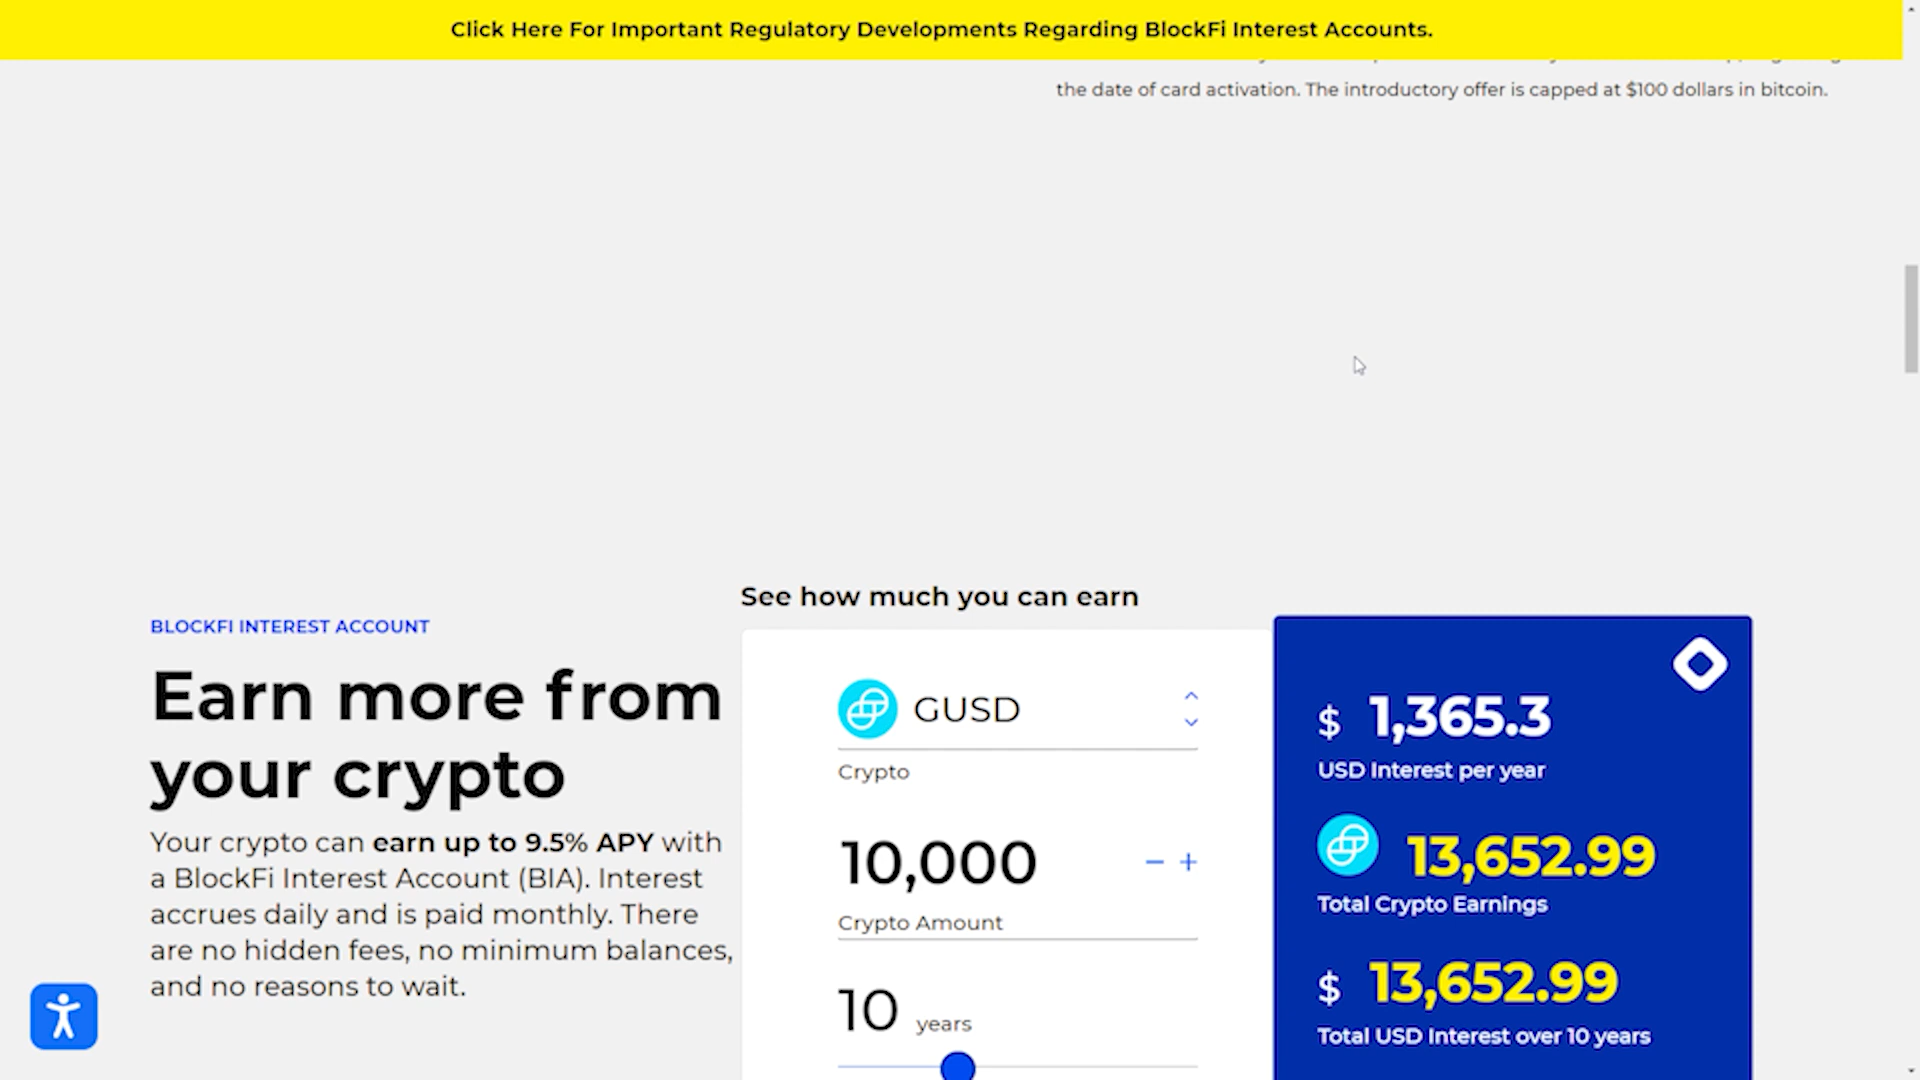 Click Here For Important Regulatory Developments Regarding BlockFi Interest Accounts.
the date of card activation. The introductory offer is capped at $100 dollars in bitcoin.
BLOCKFI INTEREST ACCOUNT
Earn more from
your crypto
Your crypto can earn up to 9.5% APY with
a BlockFi Interest Account (BIA). Interest
accrues daily and is paid monthly. There
are no hidden fees, no minimum balances,
and no reasons to wait.
See how much you can earn
GUSD
Crypto
10,000
− +
Crypto Amount
10 years
$ 1,365.3
USD Interest per year
13,652.99
Total Crypto Earnings
$ 13,652.99
Total USD Interest over 10 years